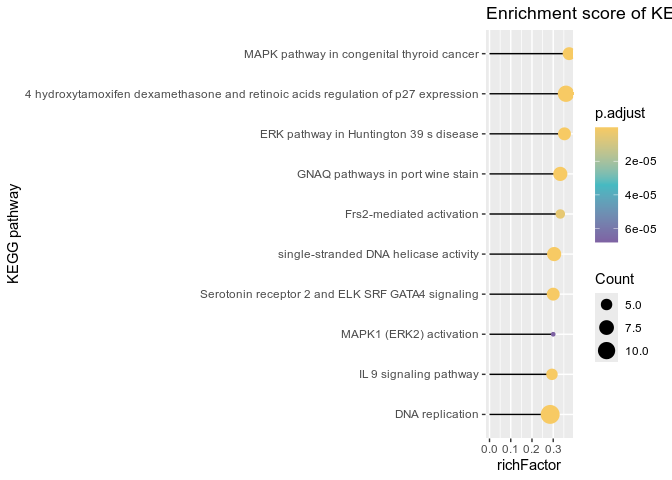 Enrichment score of KE
KEGG pathway
MAPK pathway in congenital thyroid cancer
4 hydroxytamoxifen dexamethasone and retinoic acids regulation of p27 expression
ERK pathway in Huntington 39 s disease
GNAQ pathways in port wine stain
Frs2-mediated activation
single-stranded DNA helicase activity
Serotonin receptor 2 and ELK SRF GATA4 signaling
MAPK1 (ERK2) activation
IL 9 signaling pathway
DNA replication
0.0 0.1 0.2 0.3
richFactor
p.adjust
2e-05
4e-05
6e-05
Count
5.0
7.5
10.0